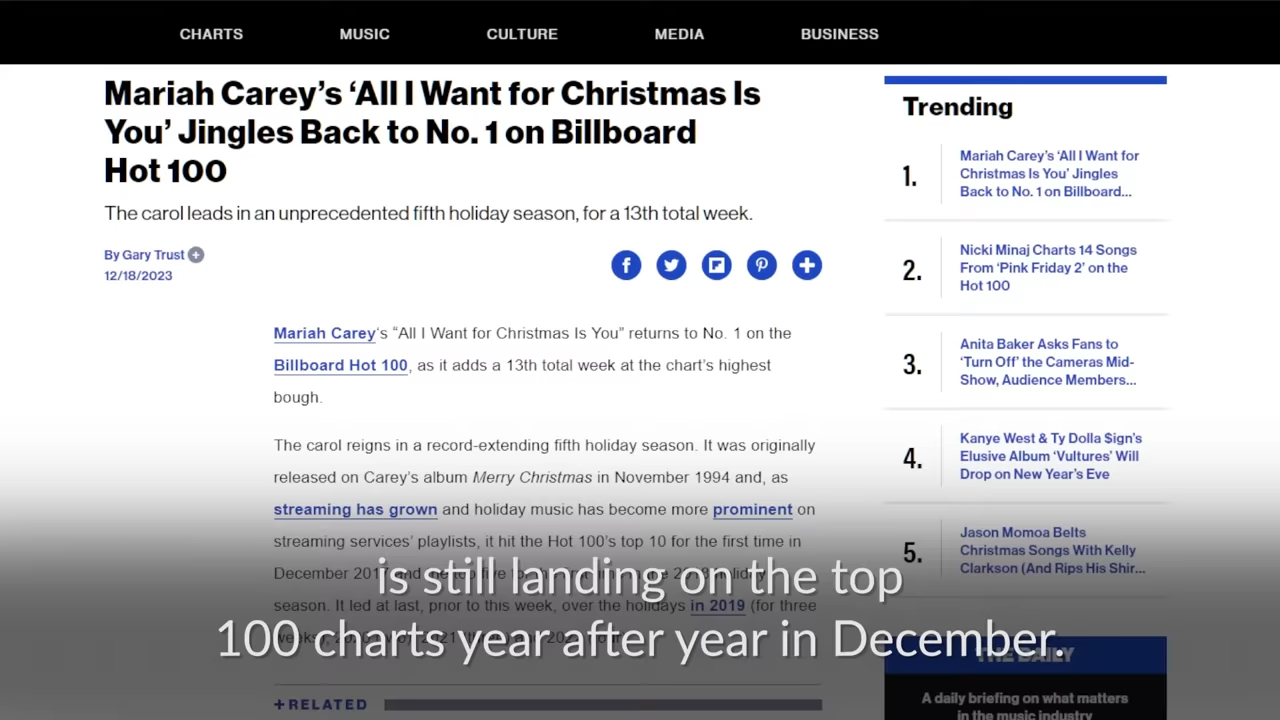 CHARTS MUSIC CULTURE MEDIA BUSINESS
Mariah Carey’s ‘All I Want for Christmas Is
You’ Jingles Back to No. 1 on Billboard
Hot 100
The carol leads in an unprecedented fifth holiday season, for a 13th total week.
By Gary Trust
12/18/2023
Mariah Carey's “All I Want for Christmas Is You” returns to No. 1 on the
Billboard Hot 100, as it adds a 13th total week at the chart’s highest
bough.
The carol reigns in a record-extending fifth holiday season. It was originally
released on Carey’s album Merry Christmas in November 1994 and, as
streaming has grown and holiday music has become more prominent on
streaming services’ playlists, it hit the Hot 100’s top 10 for the first time in
December 2017 and
season. It led at last, prior to this week, over the holidays in 2019 (for three
+RELATED
Trending
1.
Mariah Carey’s ‘All I Want for
Christmas Is You’ Jingles
Back to No. 1 on Billboard...
2.
Nicki Minaj Charts 14 Songs
From ‘Pink Friday 2’ on the
Hot 100
3.
Anita Baker Asks Fans to
‘Turn Off’ the Cameras Mid-
Show, Audience Members...
4.
Kanye West & Ty Dolla $ign’s
Elusive Album ‘Vultures’ Will
Drop on New Year’s Eve
5.
Jason Momoa Belts
Christmas Songs With Kelly
Clarkson (And Rips His Shir...
THE DAILY
A daily briefing on what matters
in the music industry
is still landing on the top
100 charts year after year in December.